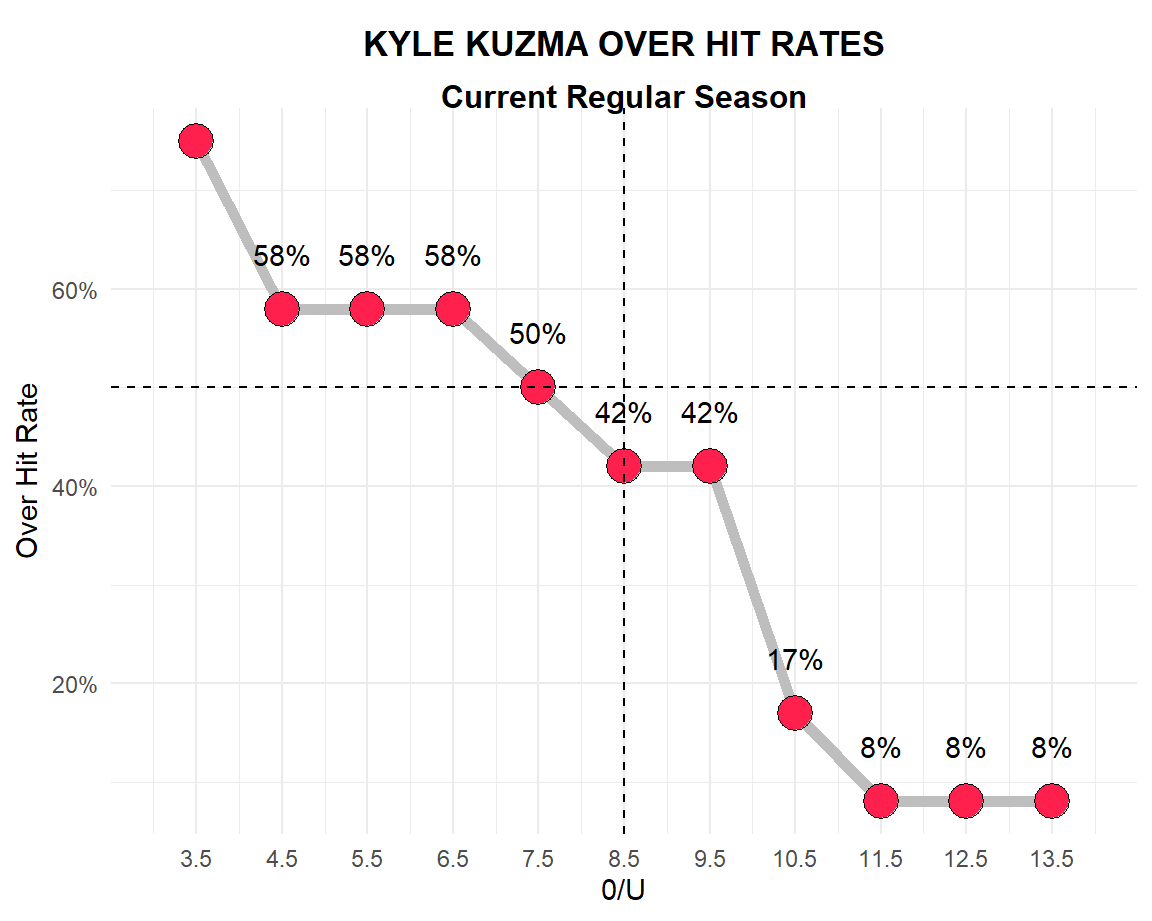 KYLE KUZMA OVER HIT RATES
Current Regular Season
58% 58% 58%
50%
42% 42%
17%
8% 8% 8%
60%
40%
20%
Over Hit Rate
3.5 4.5 5.5 6.5 7.5 8.5 9.5 10.5 11.5 12.5 13.5
0/U